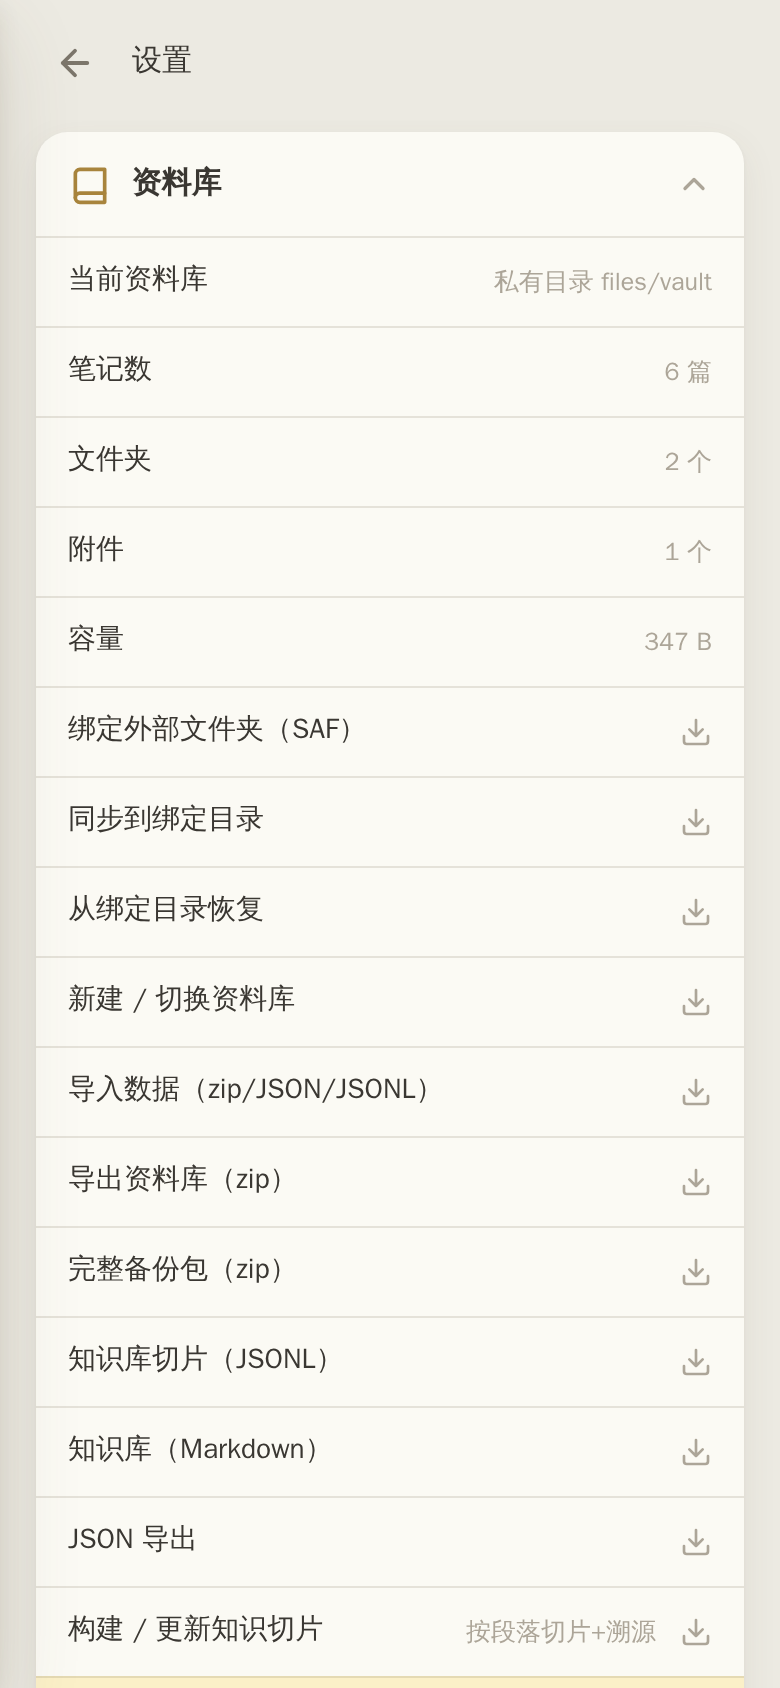 设置
资料库
当前资料库 私有目录 files/vault
笔记数 6 篇
文件夹 2 个
附件 1 个
容量 347 B
绑定外部文件夹（SAF）
同步到绑定目录
从绑定目录恢复
新建 / 切换资料库
导入数据（zip/JSON/JSONL）
导出资料库（zip）
完整备份包（zip）
知识库切片（JSONL）
知识库（Markdown）
JSON 导出
构建 / 更新知识切片 按段落切片+溯源